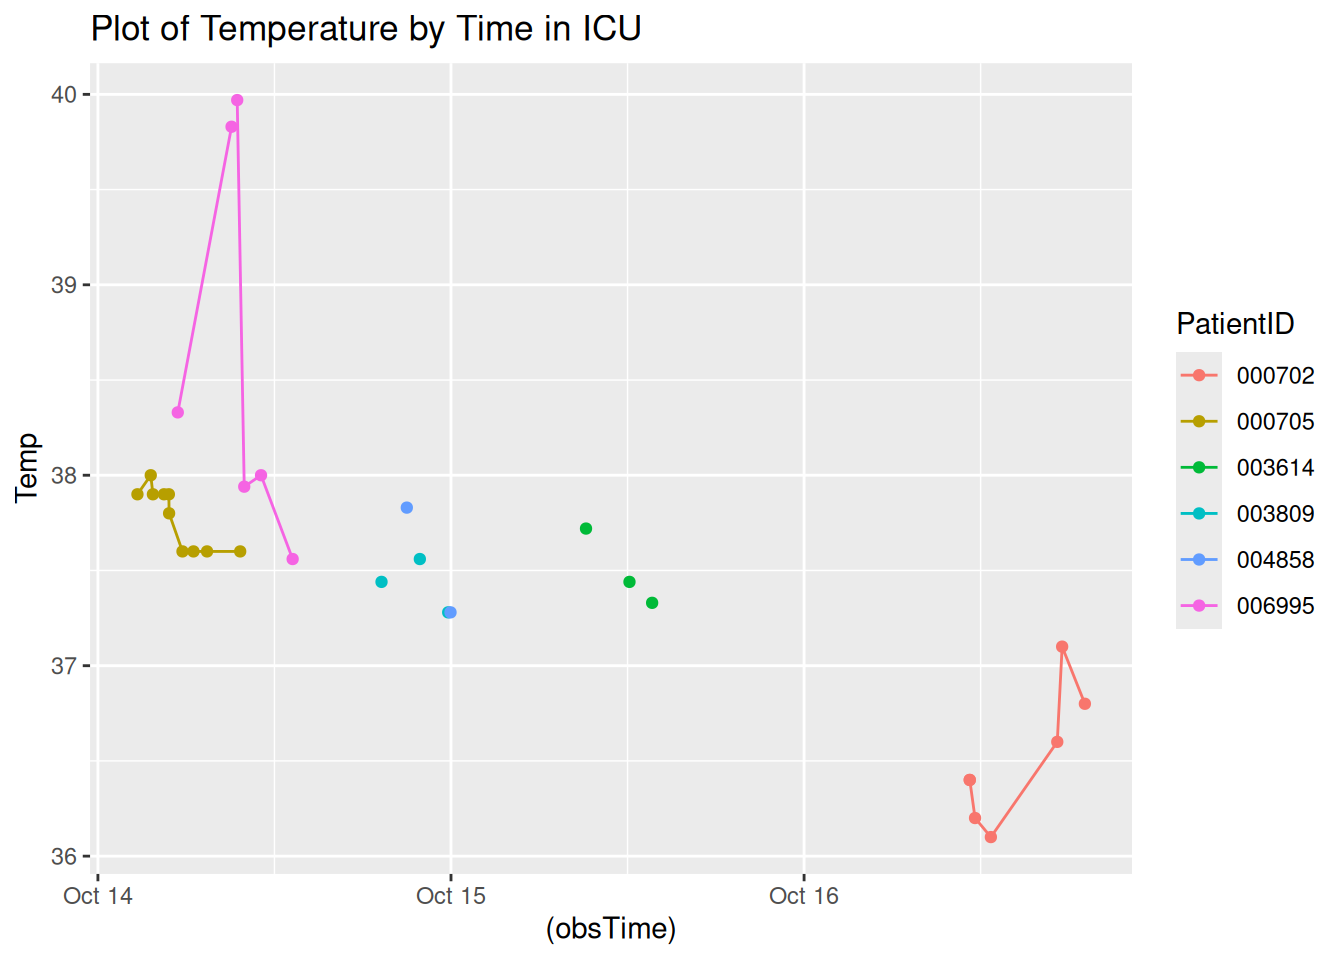 Plot of Temperature by Time in ICU
40
39
38
37
36
Temp
Oct 14
Oct 15
Oct 16
(obsTime)
PatientID
000702
000705
003614
003809
004858
006995